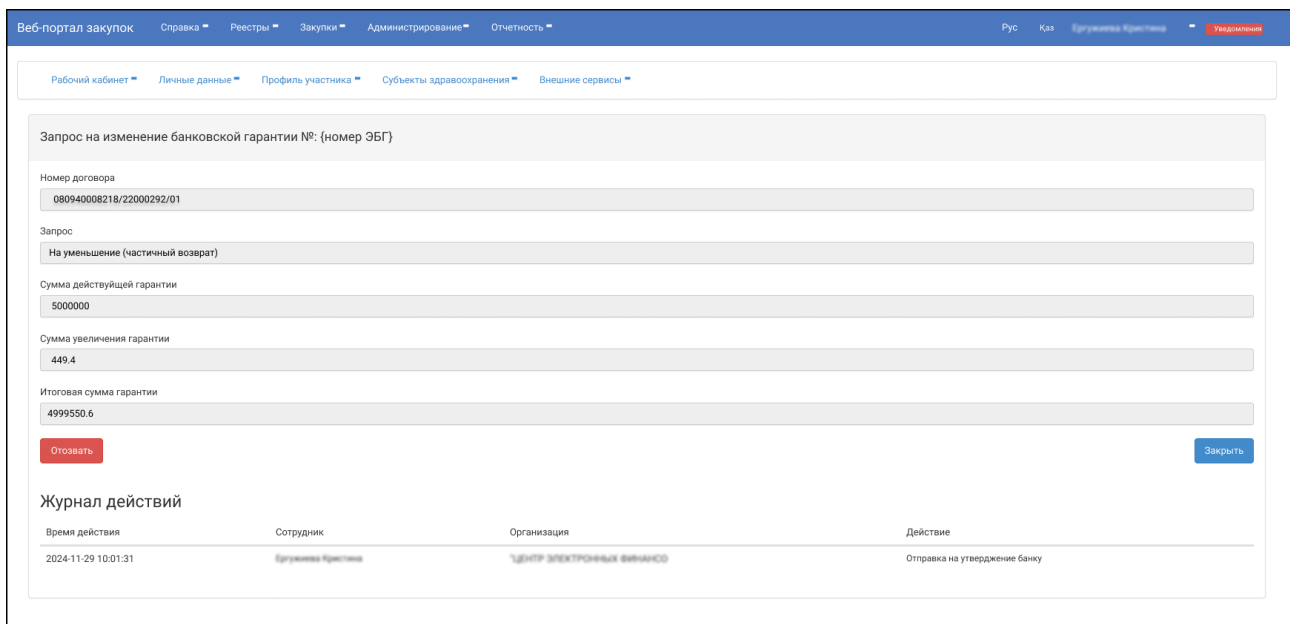 Веб-портал закупок Справка Реестры Закупки Администрирование Отчетность Рус Қаз Уведомления
Рабочий кабинет Личные данные Профиль участника Субъекты здравоохранения Внешние сервисы
Запрос на изменение банковской гарантии №: {номер ЭБГ}
Номер договора
080940008218/22000292/01
Запрос
На уменьшение (частичный возврат)
Сумма действуйщей гарантии
5000000
Сумма увеличения гарантии
449.4
Итоговая сумма гарантии
4999550.6
Отозвать Закрыть
Журнал действий
Время действия Сотрудник Организация Действие
2024-11-29 10:01:31 Отправка на утверджение банку